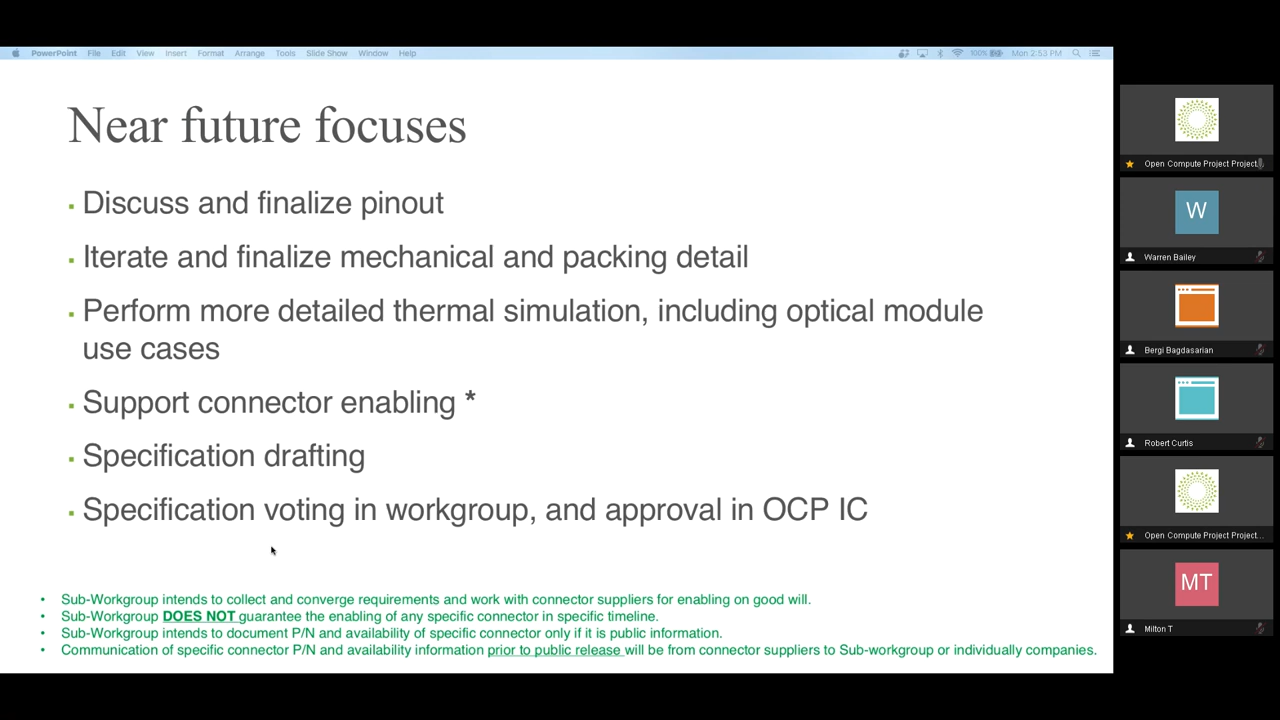 PowerPoint File Edit View Insert Format Arrange Tools Slide Show Window Help 100% Mon 2:53 PM
Near future focuses
▪ Discuss and finalize pinout
▪ Iterate and finalize mechanical and packing detail
▪ Perform more detailed thermal simulation, including optical module
use cases
▪ Support connector enabling *
▪ Specification drafting
▪ Specification voting in workgroup, and approval in OCP IC
• Sub-Workgroup intends to collect and converge requirements and work with connector suppliers for enabling on good will.
• Sub-Workgroup DOES NOT guarantee the enabling of any specific connector in specific timeline.
• Sub-Workgroup intends to document P/N and availability of specific connector only if it is public information.
• Communication of specific connector P/N and availability information prior to public release will be from connector suppliers to Sub-workgroup or individually companies.
Open Compute Project Project...
W
Warren Bailey
Bergi Bagdasarian
Robert Curtis
Open Compute Project Project...
MT
Milton T